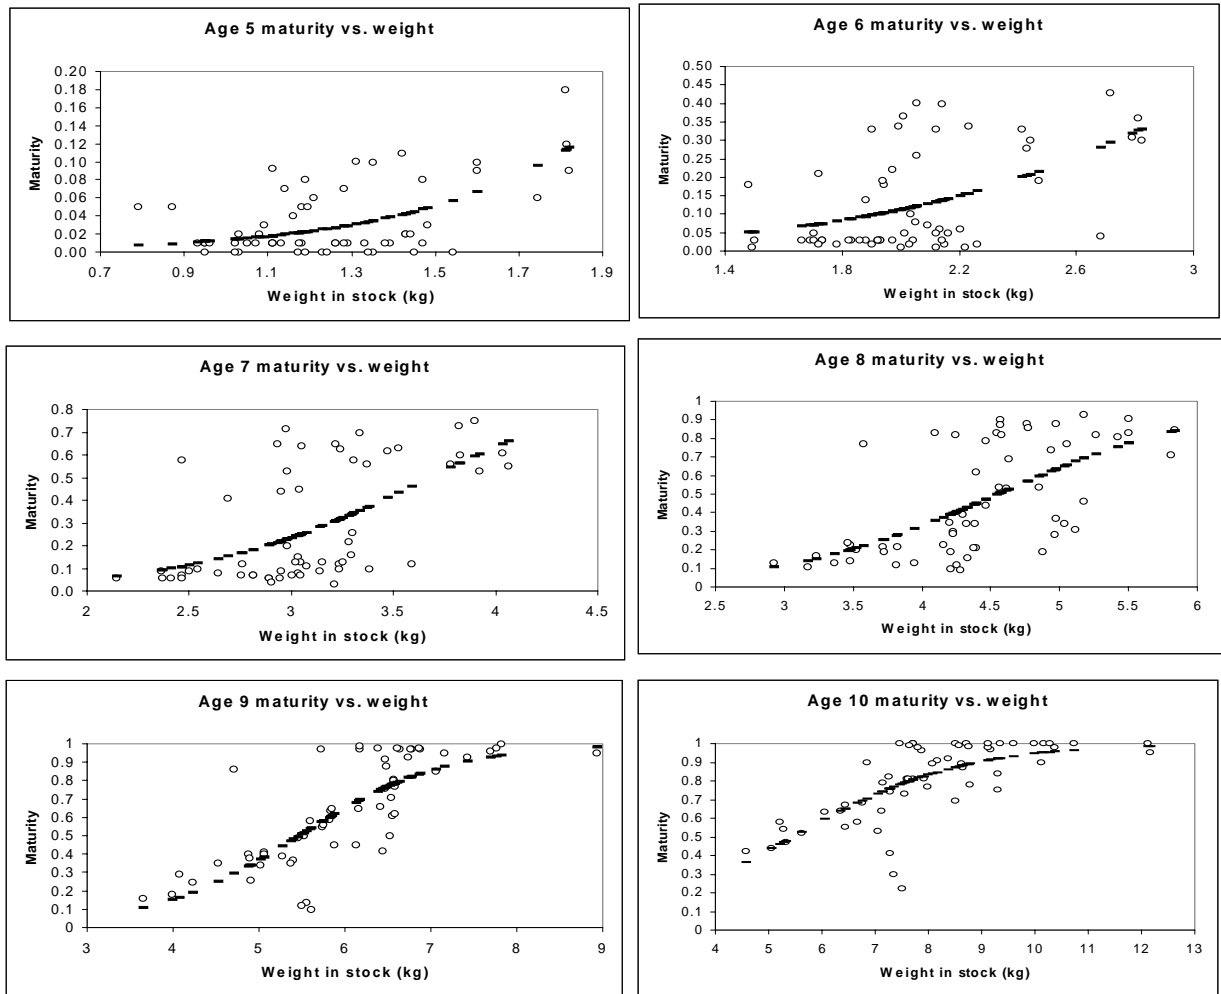 Age 5 maturity vs. weight
0.20
0.18
0.16
0.14
0.12
0.10
0.08
0.06
0.04
0.02
0.00
Maturity
0.7 0.9 1.1 1.3 1.5 1.7 1.9
Weight in stock (kg)
Age 6 maturity vs. weight
0.50
0.45
0.40
0.35
0.30
0.25
0.20
0.15
0.10
0.05
0.00
Maturity
1.4 1.8 2.2 2.6 3
Weight in stock (kg)
Age 7 maturity vs. weight
0.8
0.7
0.6
0.5
0.4
0.3
0.2
0.1
0.0
Maturity
2 2.5 3 3.5 4 4.5
Weight in stock (kg)
Age 8 maturity vs. weight
1
0.9
0.8
0.7
0.6
0.5
0.4
0.3
0.2
0.1
0
Maturity
2.5 3 3.5 4 4.5 5 5.5 6
Weight in stock (kg)
Age 9 maturity vs. weight
1
0.9
0.8
0.7
0.6
0.5
0.4
0.3
0.2
0.1
0
Maturity
3 4 5 6 7 8 9
Weight in stock (kg)
Age 10 maturity vs. weight
1
0.9
0.8
0.7
0.6
0.5
0.4
0.3
0.2
0.1
0
Maturity
4 5 6 7 8 9 10 11 12 13
Weight in stock (kg)